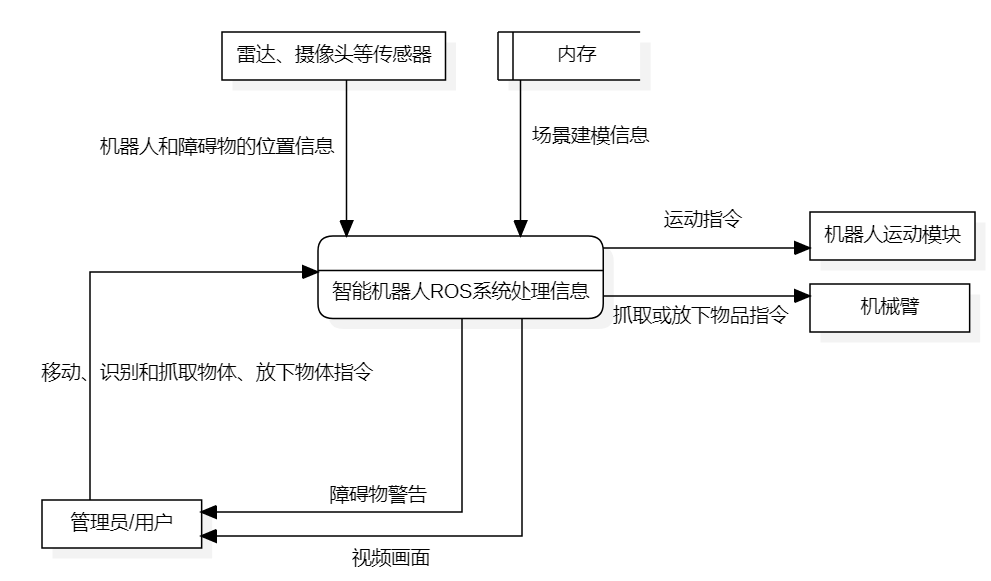 雷达、摄像头等传感器
内存
机器人和障碍物的位置信息
场景建模信息
运动指令
机器人运动模块
智能机器人ROS系统处理信息
抓取或放下物品指令
机械臂
移动、识别和抓取物体、放下物体指令
障碍物警告
管理员/用户
视频画面